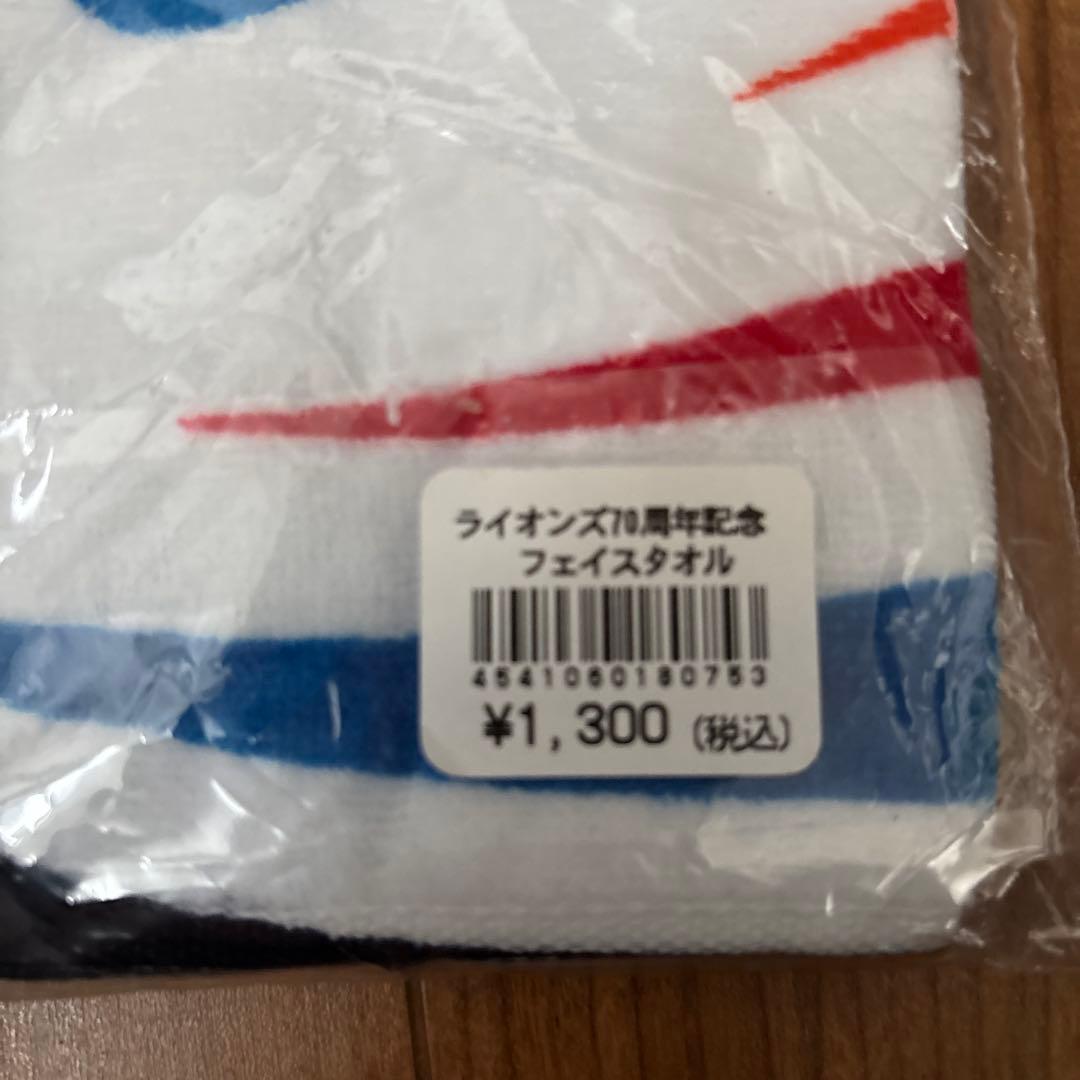 ライオンズ70周年記念
フェイスタオル
4541060180753
¥1,300 (税込)